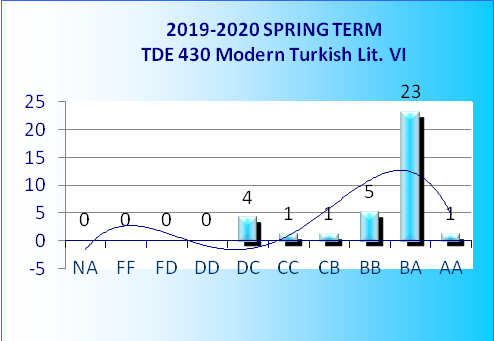 2019-2020 SPRING TERM
TDE 430 Modern Turkish Lit. VI
25
20
15
10
5
0
-5
0 0 0 0 4 1 1 5 23 1
NA FF FD DD DC CC CB BB BA AA